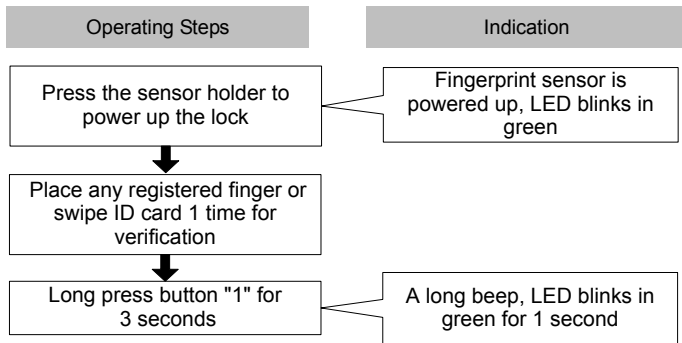 Operating Steps
Indication
Press the sensor holder to
power up the lock
Fingerprint sensor is
powered up, LED blinks in
green
Place any registered finger or
swipe ID card 1 time for
verification
Long press button "1" for
3 seconds
A long beep, LED blinks in
green for 1 second